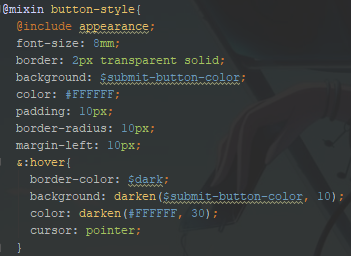 @mixin button-style{
@include appearance;
font-size: 8mm;
border: 2px transparent solid;
background: $submit-button-color;
color: #FFFFFF;
padding: 10px;
border-radius: 10px;
margin-left: 10px;
&:hover{
border-color: $dark;
background: darken($submit-button-color, 10);
color: darken(#FFFFFF, 30);
cursor: pointer;
}